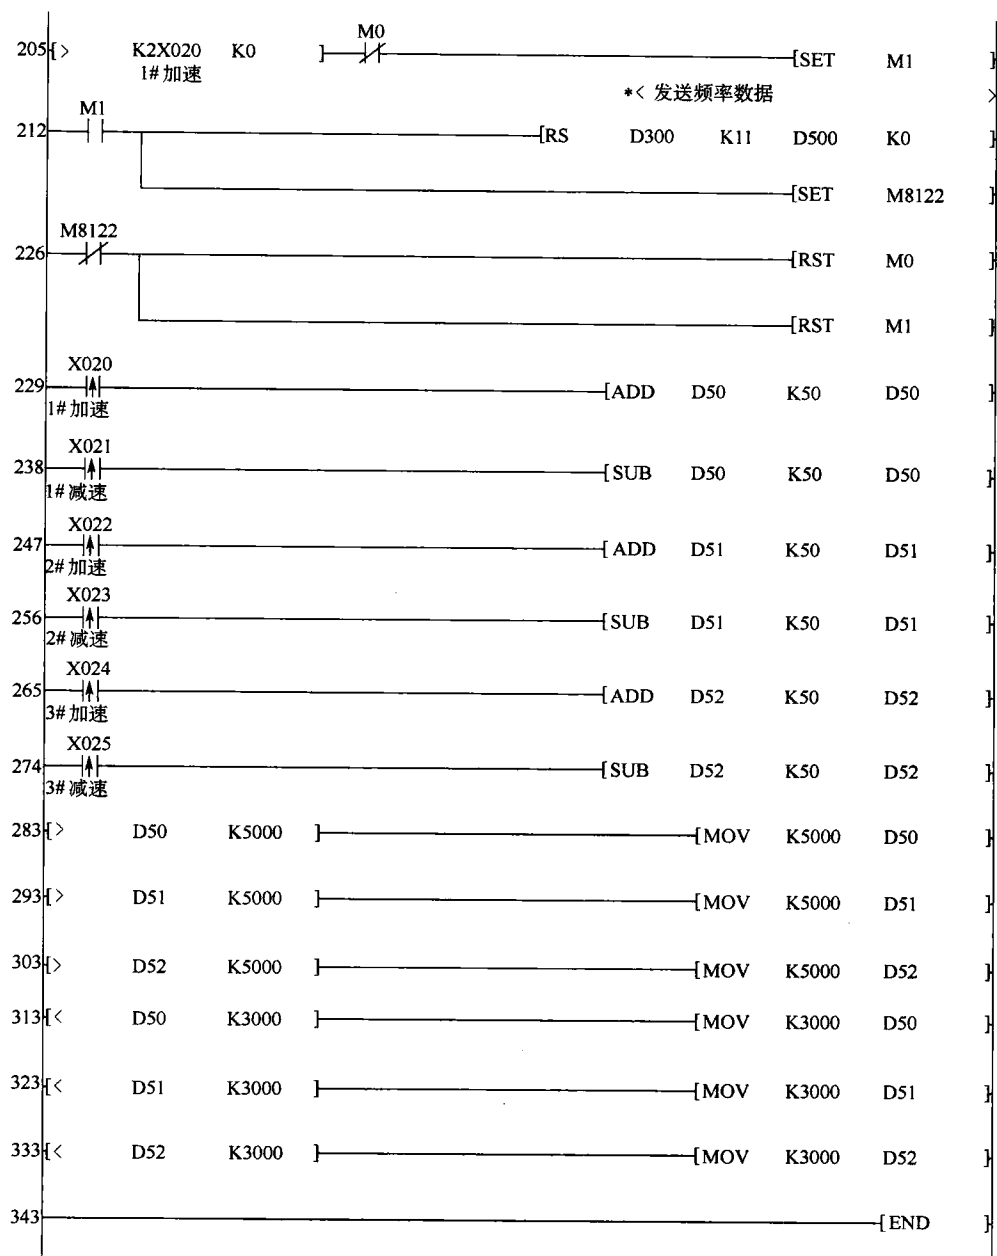 M0
205 [> K2X020 K0 ] [SET M1 ]
1#加速
*< 发送频率数据 >
M1
212 [RS D300 K11 D500 K0 ]
[SET M8122 ]
M8122
226 [RST M0 ]
[RST M1 ]
X020
229 [ADD D50 K50 D50 ]
1#加速
X021
238 [SUB D50 K50 D50 ]
1#减速
X022
247 [ADD D51 K50 D51 ]
2#加速
X023
256 [SUB D51 K50 D51 ]
2#减速
X024
265 [ADD D52 K50 D52 ]
3#加速
X025
274 [SUB D52 K50 D52 ]
3#减速
283 [> D50 K5000 ] [MOV K5000 D50 ]
293 [> D51 K5000 ] [MOV K5000 D51 ]
303 [> D52 K5000 ] [MOV K5000 D52 ]
313 [< D50 K3000 ] [MOV K3000 D50 ]
323 [< D51 K3000 ] [MOV K3000 D51 ]
333 [< D52 K3000 ] [MOV K3000 D52 ]
343 [END ]